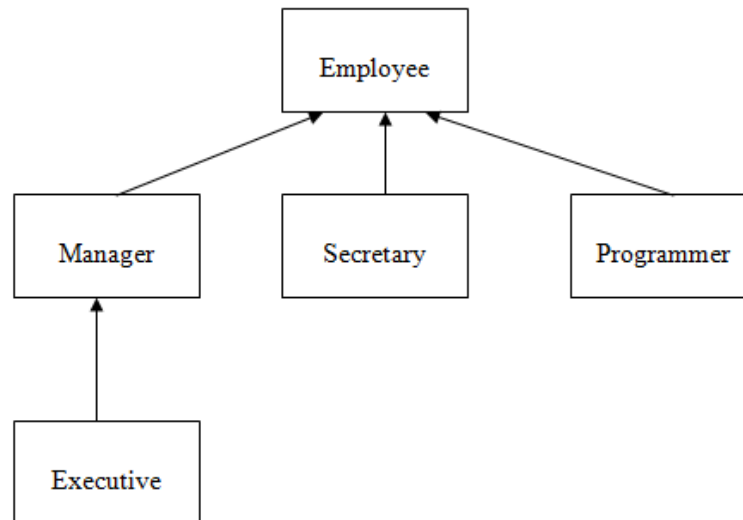 Employee
Manager
Secretary
Programmer
Executive